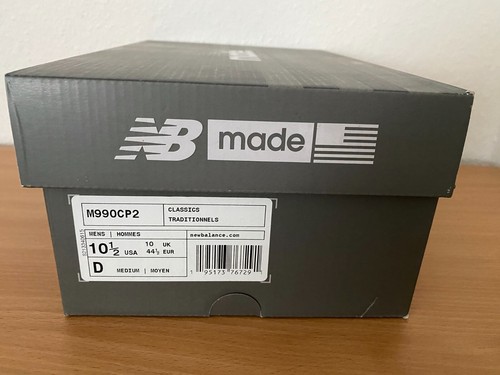 NB made
M990CP2
CLASSICS
TRADITIONNELS
MENS | HOMMES
newbalance.com
10½ USA
10 UK
44½ EUR
D MEDIUM | MOYEN
1 95173 76729